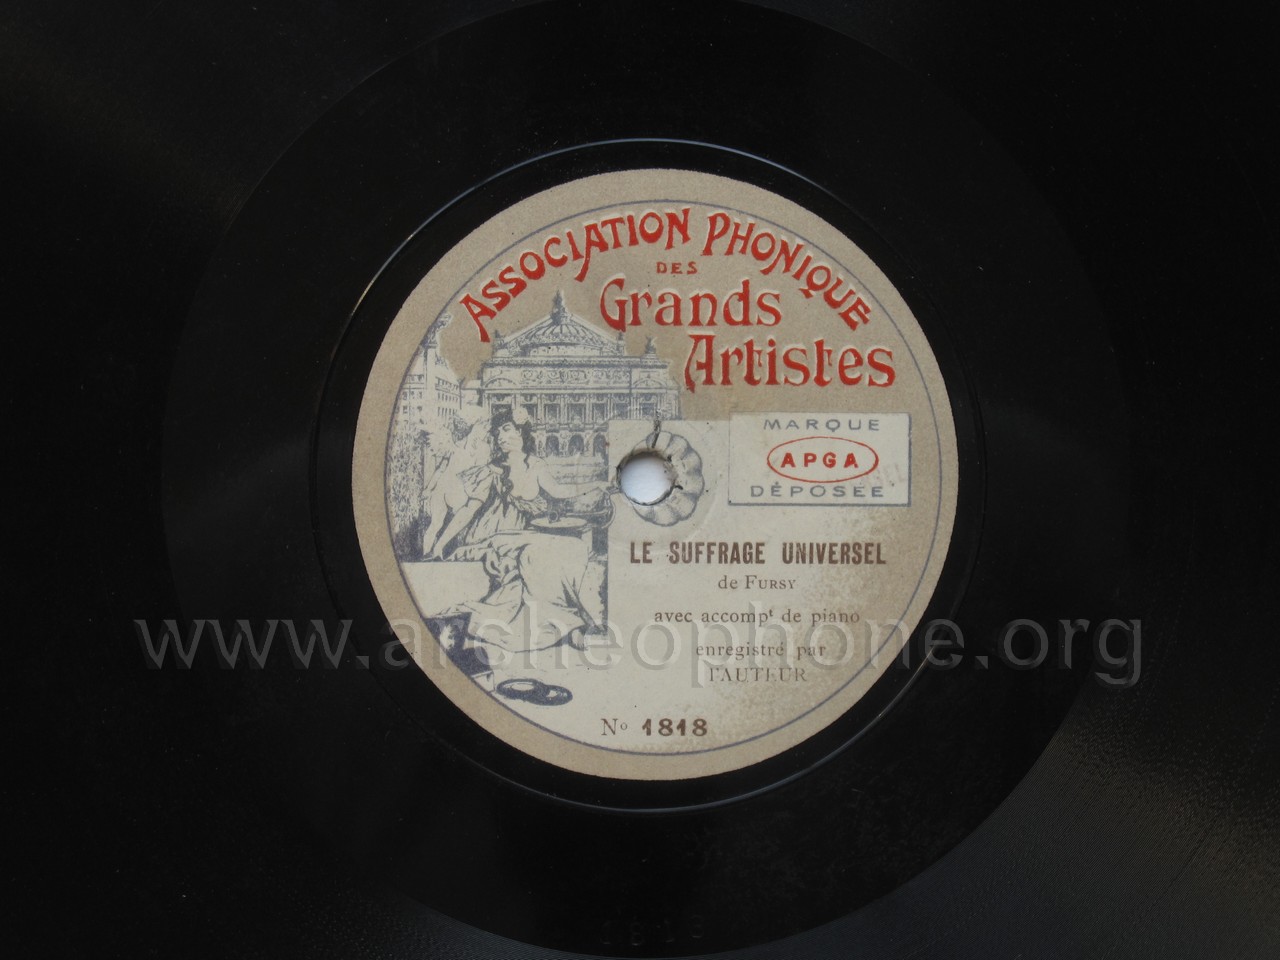 ASSOCIATION PHONIQUE
DES
Grands
Artistes
MARQUE
APGA
DÉPOSÉE
LE SUFFRAGE UNIVERSEL
de FURSY
avec accompt de piano
enregistré par
l'AUTEUR
No 1818
www.archeophone.org